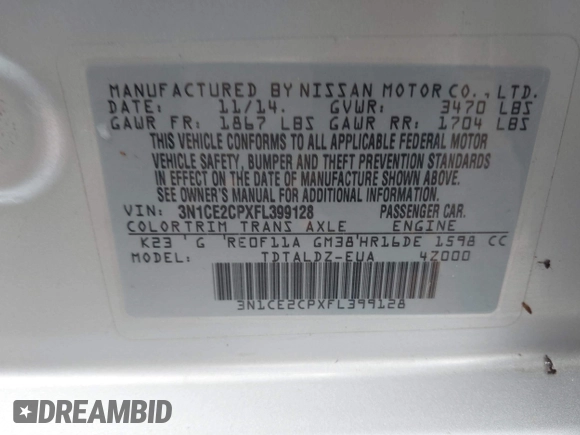 MANUFACTURED BY NISSAN MOTOR CO., LTD.
DATE: 11/14. GVWR: 3470 LBS
GAWR FR: 1867 LBS GAWR RR: 1704 LBS
THIS VEHICLE CONFORMS TO ALL APPLICABLE FEDERAL MOTOR
VEHICLE SAFETY, BUMPER AND THEFT PREVENTION STANDARDS
IN EFFECT ON THE DATE OF MANUFACTURE SHOWN ABOVE.
SEE OWNER'S MANUAL FOR ADDITIONAL INFORMATION.
VIN: 3N1CE2CPXFL399128 PASSENGER CAR.
COLOR TRIM TRANS AXLE ENGINE
K23 ' G 'RE0F11A GM38'HR16DE 1598 CC
MODEL: TDTALDZ-EUA 4Z000
3N1CE2CPXFL399128
DREAMBID